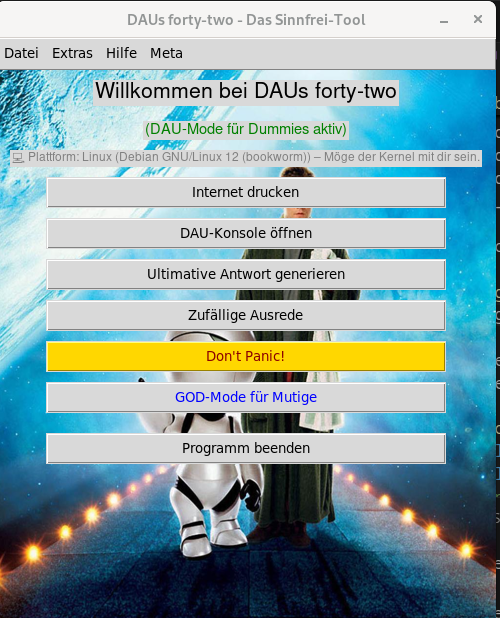 DAUs forty-two - Das Sinnfrei-Tool
Datei Extras Hilfe Meta
Willkommen bei DAUs forty-two
(DAU-Mode für Dummies aktiv)
Plattform: Linux (Debian GNU/Linux 12 (bookworm)) – Möge der Kernel mit dir sein.
Internet drucken
DAU-Konsole öffnen
Ultimative Antwort generieren
Zufällige Ausrede
Don't Panic!
GOD-Mode für Mutige
Programm beenden